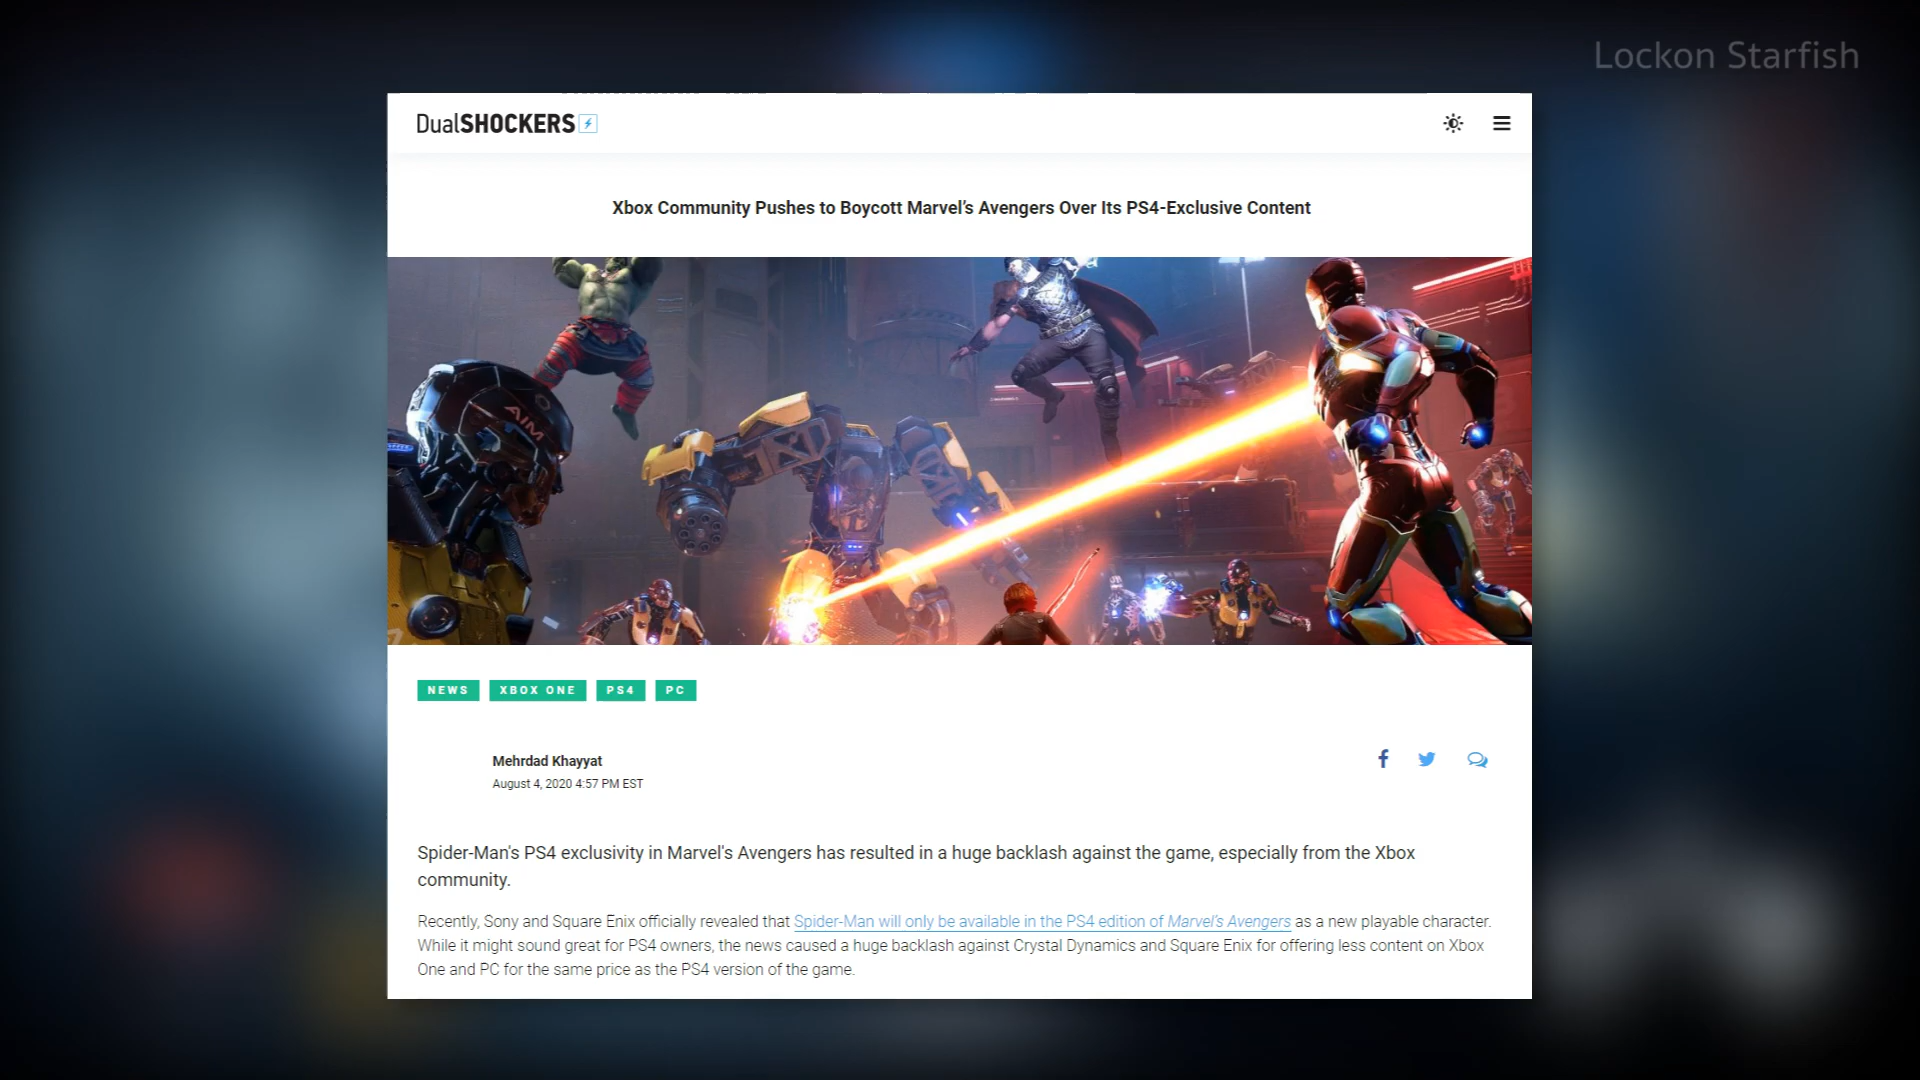 Lockon Starfish
DualSHOCKERS
Xbox Community Pushes to Boycott Marvel’s Avengers Over Its PS4-Exclusive Content
AIM
NEWS XBOX ONE PS4 PC
Mehrdad Khayyat
August 4, 2020 4:57 PM EST
Spider-Man's PS4 exclusivity in Marvel's Avengers has resulted in a huge backlash against the game, especially from the Xbox
community.
Recently, Sony and Square Enix officially revealed that Spider-Man will only be available in the PS4 edition of Marvel’s Avengers as a new playable character.
While it might sound great for PS4 owners, the news caused a huge backlash against Crystal Dynamics and Square Enix for offering less content on Xbox
One and PC for the same price as the PS4 version of the game.